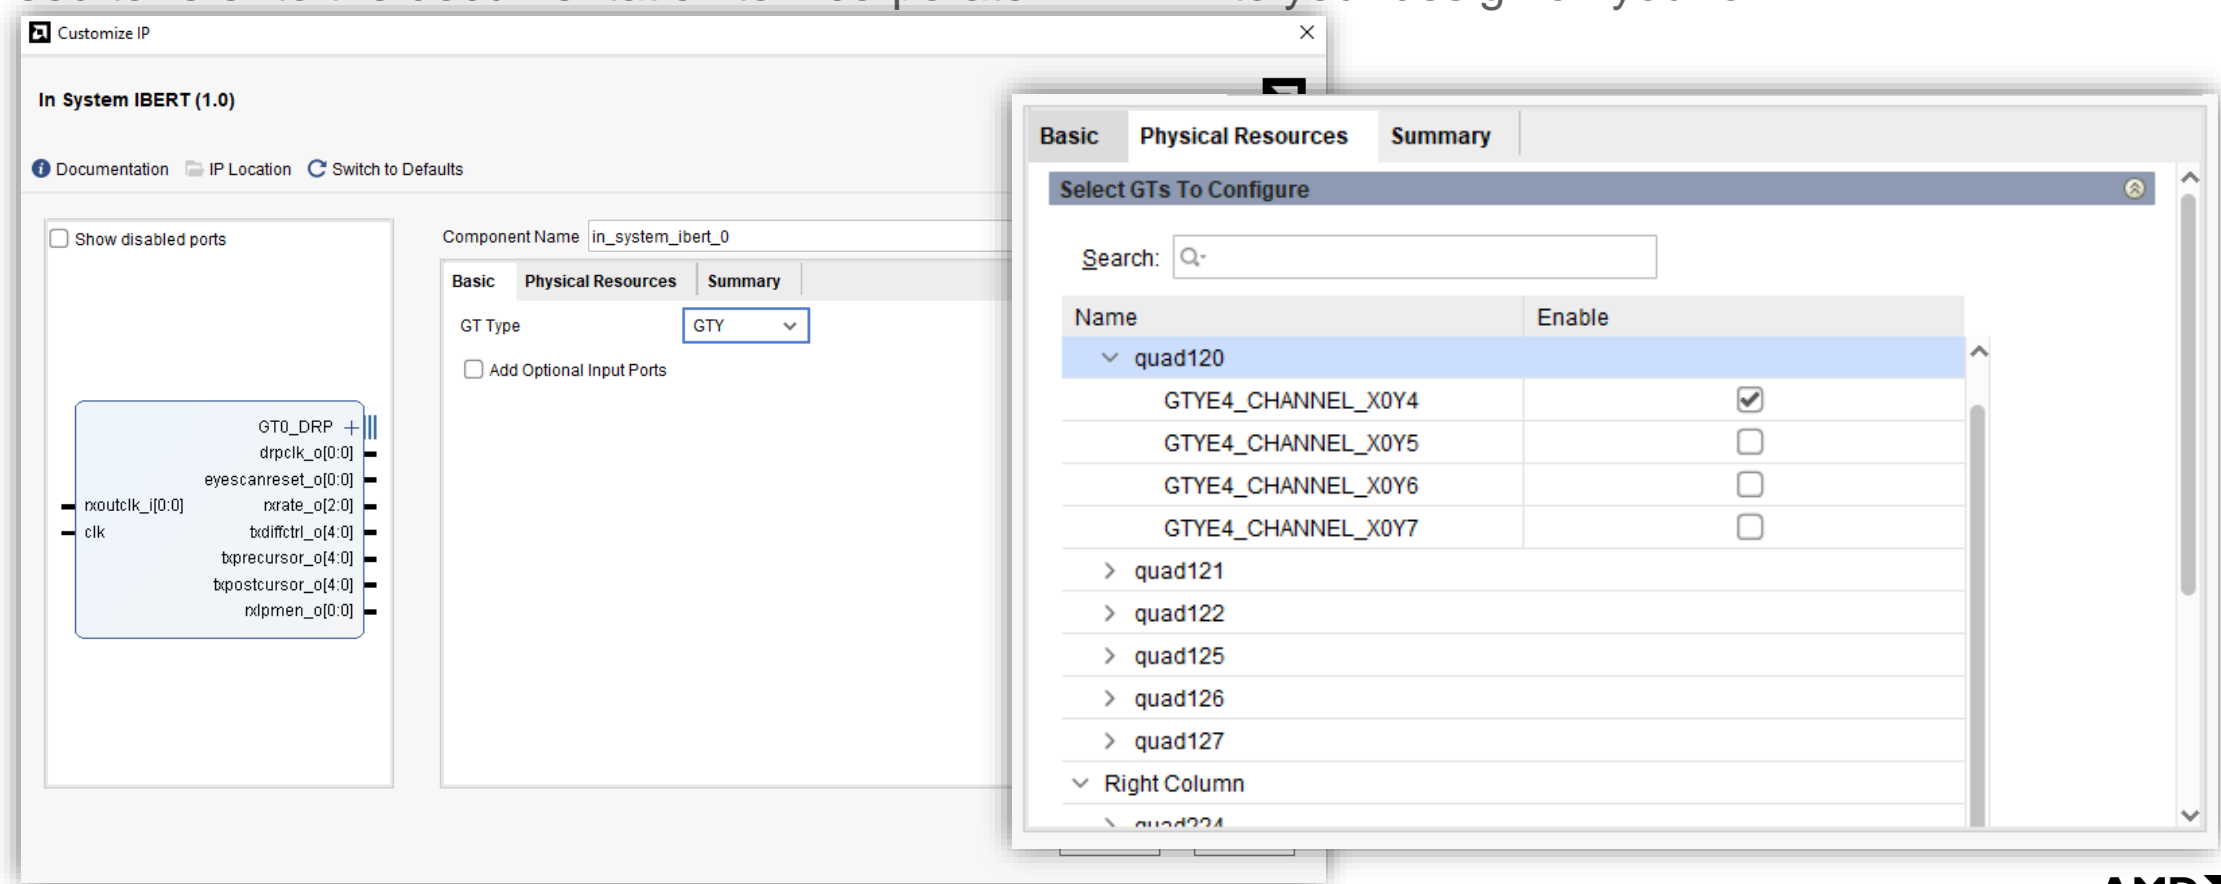 Customize IP
In System IBERT (1.0)
Documentation IP Location Switch to Defaults
Show disabled ports
GT0_DRP
drpclk_o[0:0]
eyescanreset_o[0:0]
rxoutclk_i[0:0] rxrate_o[2:0]
clk txdiffctrl_o[4:0]
txprecursor_o[4:0]
txpostcursor_o[4:0]
rxlpmen_o[0:0]
Component Name in_system_ibert_0
Basic Physical Resources Summary
GT Type GTY
Add Optional Input Ports
Basic Physical Resources Summary
Select GTs To Configure
Search:
Name Enable
quad120
GTYE4_CHANNEL_X0Y4
GTYE4_CHANNEL_X0Y5
GTYE4_CHANNEL_X0Y6
GTYE4_CHANNEL_X0Y7
quad121
quad122
quad125
quad126
quad127
Right Column
quad224
AMD